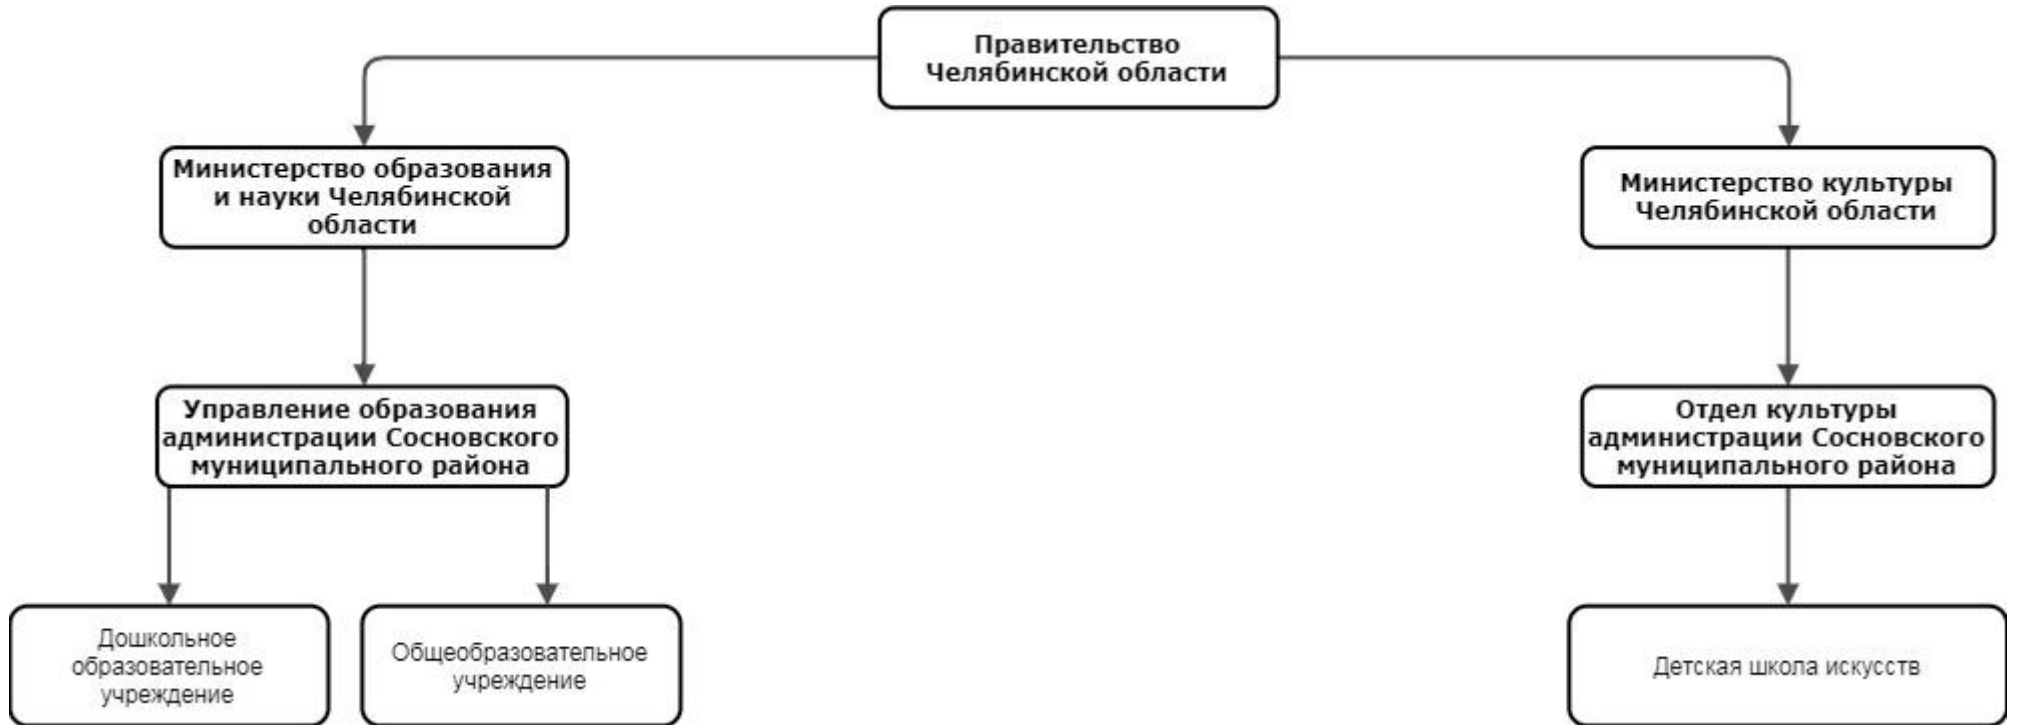 Правительство
Челябинской области
Министерство образования
и науки Челябинской
области
Министерство культуры
Челябинской области
Управление образования
администрации Сосновского
муниципального района
Отдел культуры
администрации Сосновского
муниципального района
Дошкольное
образовательное
учреждение
Общеобразовательное
учреждение
Детская школа искусств